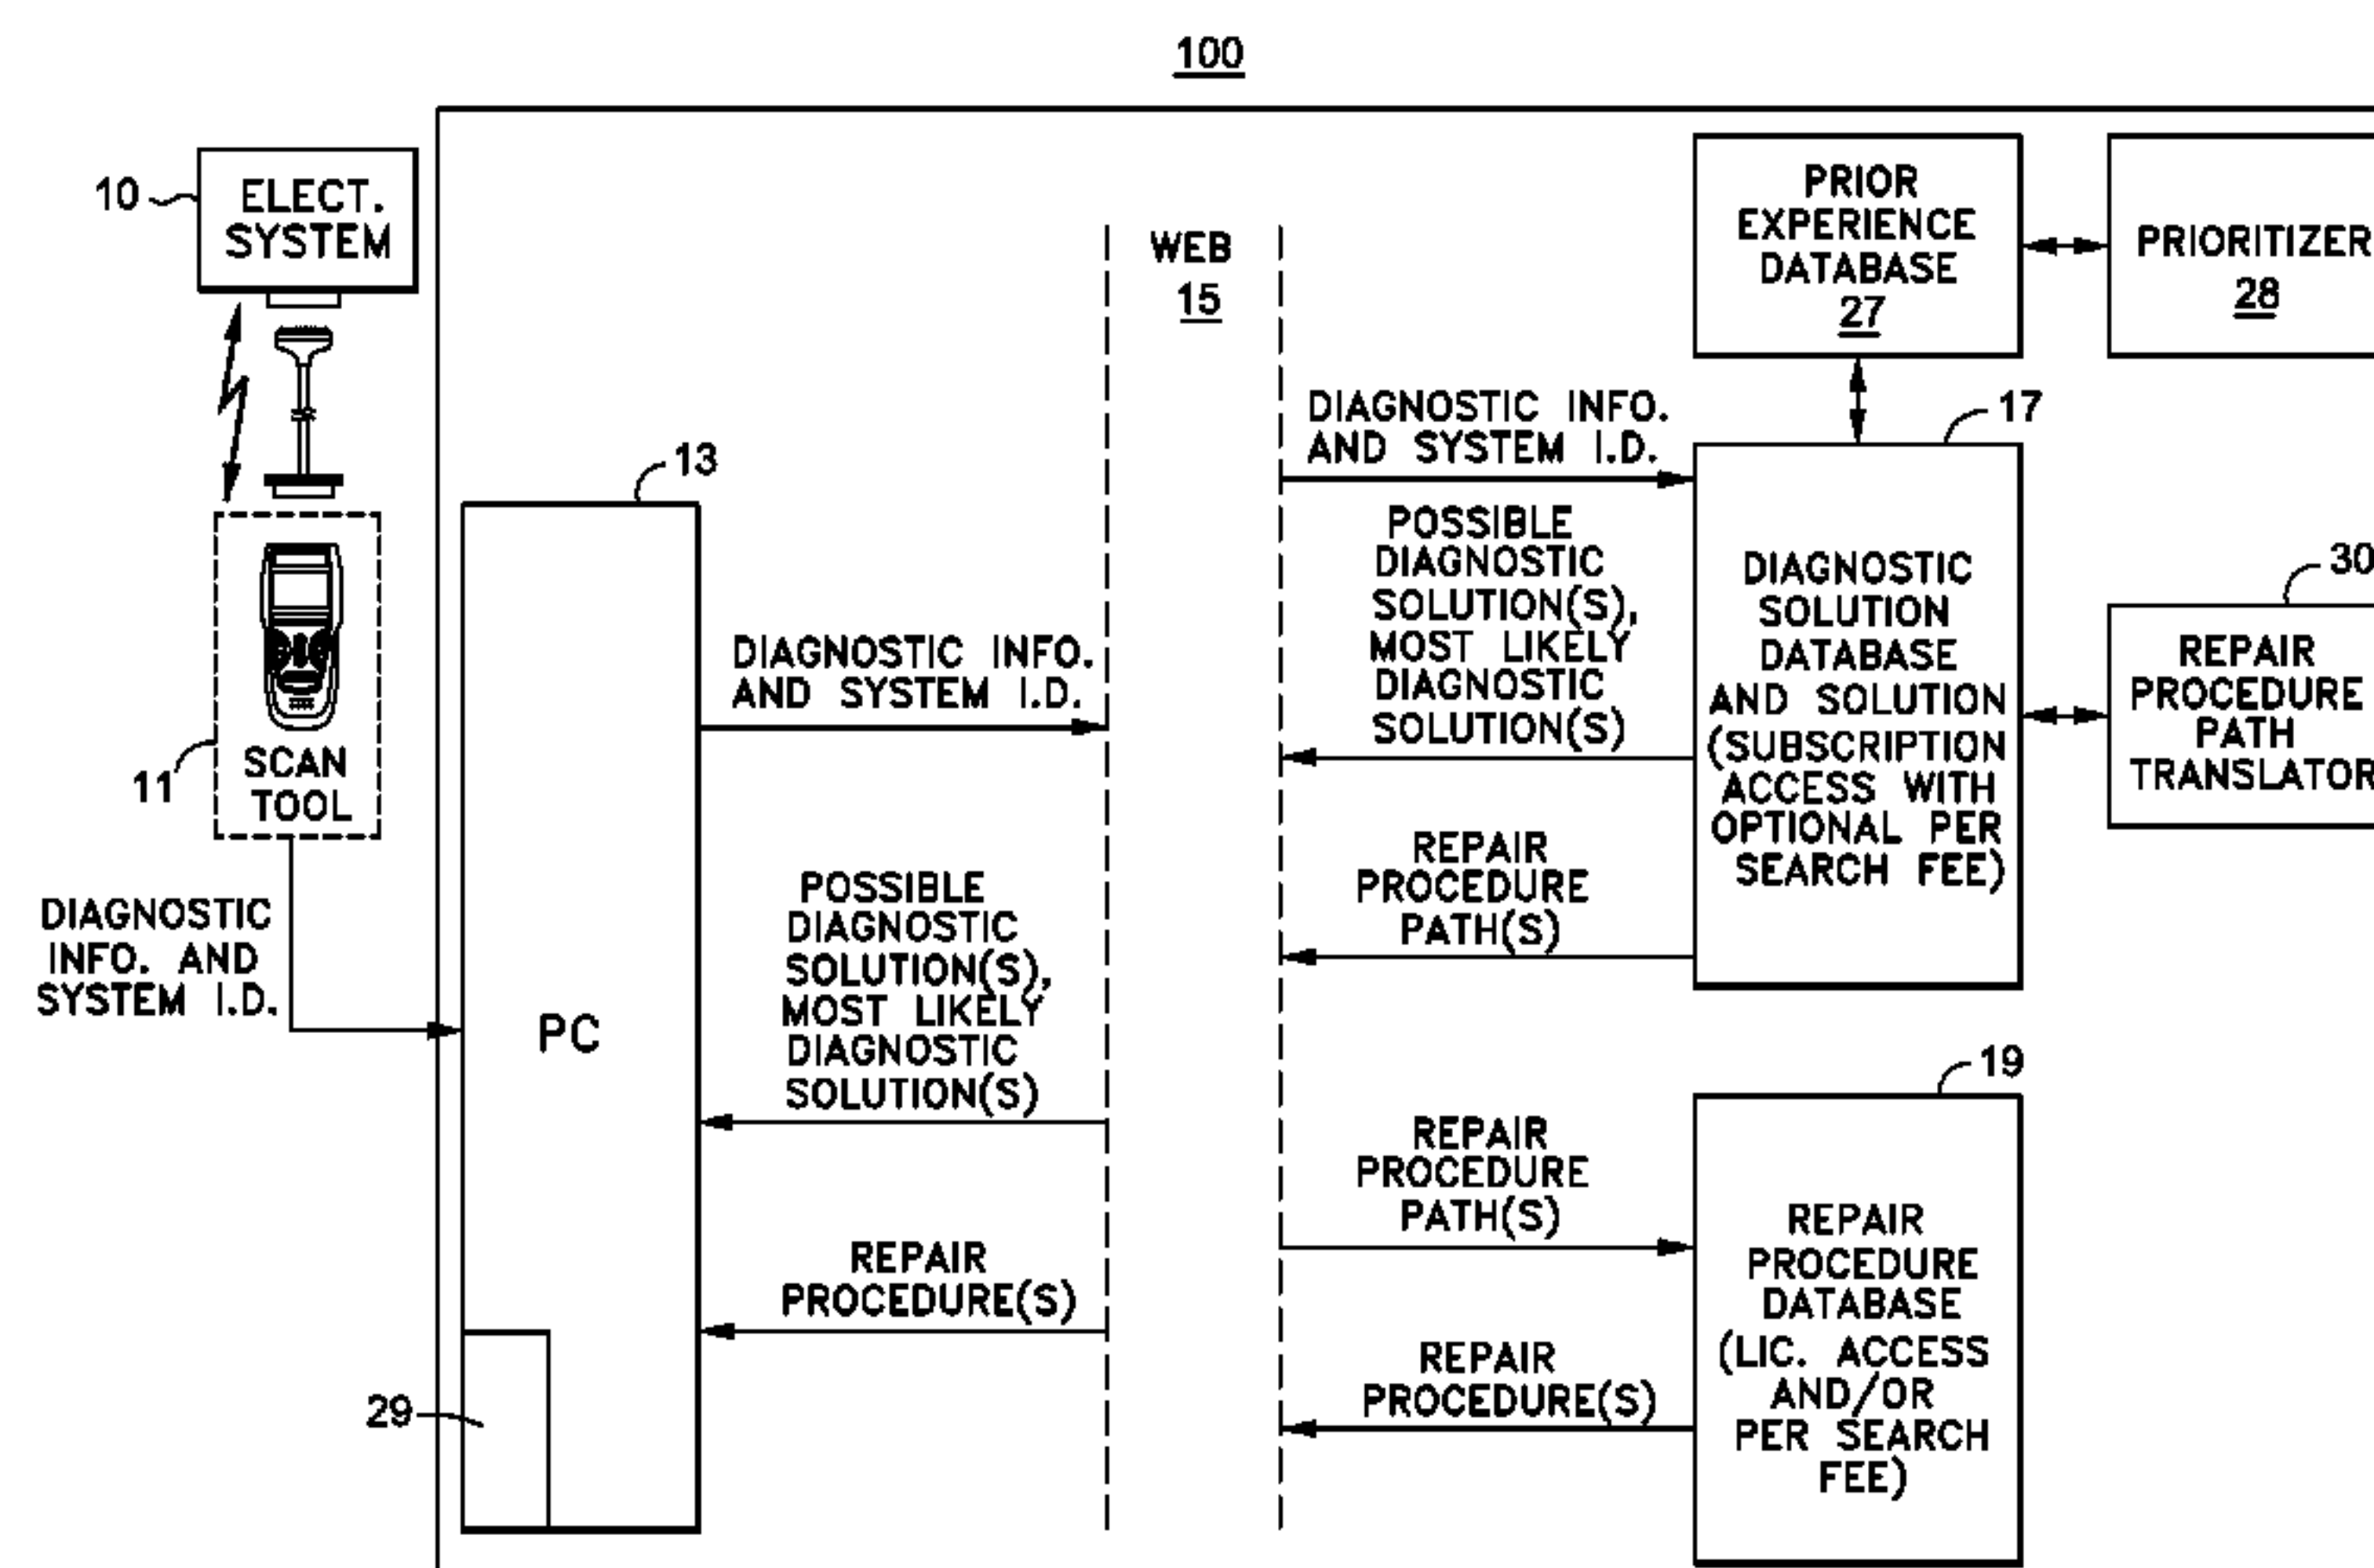 100
10
ELECT.
SYSTEM
11
SCAN
TOOL
DIAGNOSTIC
INFO. AND
SYSTEM I.D.
13
PC
29
DIAGNOSTIC INFO.
AND SYSTEM I.D.
POSSIBLE
DIAGNOSTIC
SOLUTION(S),
MOST LIKELY
DIAGNOSTIC
SOLUTION(S)
REPAIR
PROCEDURE(S)
WEB
15
DIAGNOSTIC INFO.
AND SYSTEM I.D.
POSSIBLE
DIAGNOSTIC
SOLUTION(S),
MOST LIKELY
DIAGNOSTIC
SOLUTION(S)
REPAIR
PROCEDURE
PATH(S)
REPAIR
PROCEDURE
PATH(S)
REPAIR
PROCEDURE(S)
PRIOR
EXPERIENCE
DATABASE
27
PRIORITIZER
28
17
DIAGNOSTIC
SOLUTION
DATABASE
AND SOLUTION
(SUBSCRIPTION
ACCESS WITH
OPTIONAL PER
SEARCH FEE)
30
REPAIR
PROCEDURE
PATH
TRANSLATOR
19
REPAIR
PROCEDURE
DATABASE
(LIC. ACCESS
AND/OR
PER SEARCH
FEE)